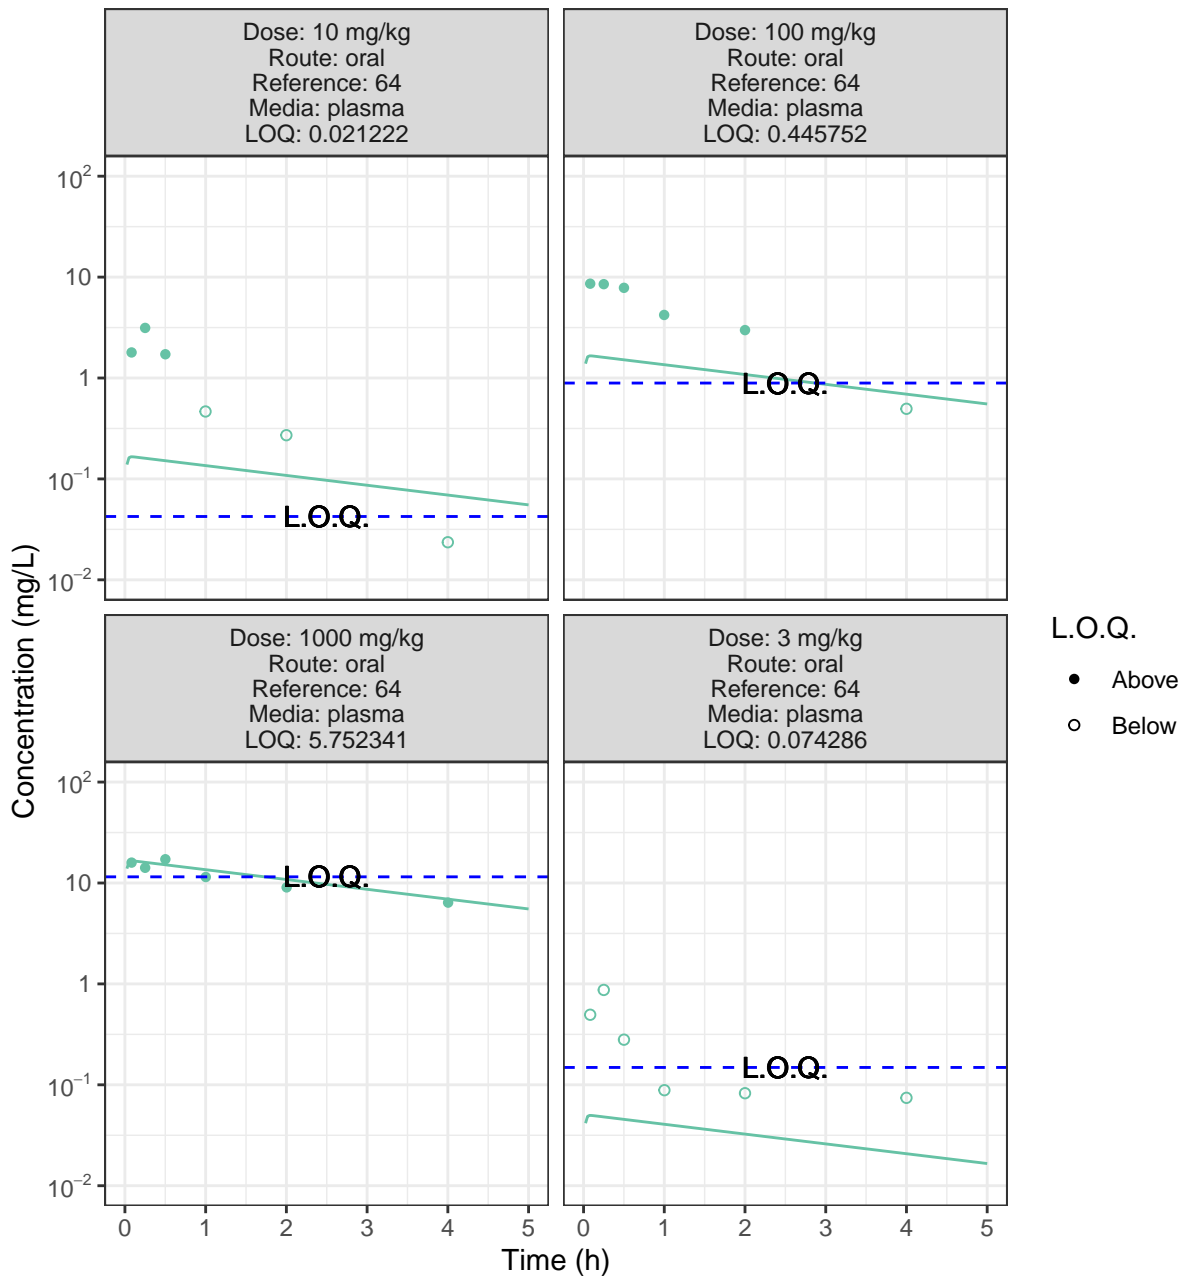 Dose: 10 mg/kg
Route: oral
Reference: 64
Media: plasma
LOQ: 0.021222
Dose: 100 mg/kg
Route: oral
Reference: 64
Media: plasma
LOQ: 0.445752
10²
10
1
10⁻¹
10⁻²
L.O.Q.
L.O.Q.
Dose: 1000 mg/kg
Route: oral
Reference: 64
Media: plasma
LOQ: 5.752341
Dose: 3 mg/kg
Route: oral
Reference: 64
Media: plasma
LOQ: 0.074286
10²
10
1
10⁻¹
10⁻²
L.O.Q.
L.O.Q.
0 1 2 3 4 5
0 1 2 3 4 5
Time (h)
Concentration (mg/L)
L.O.Q.
Above
Below